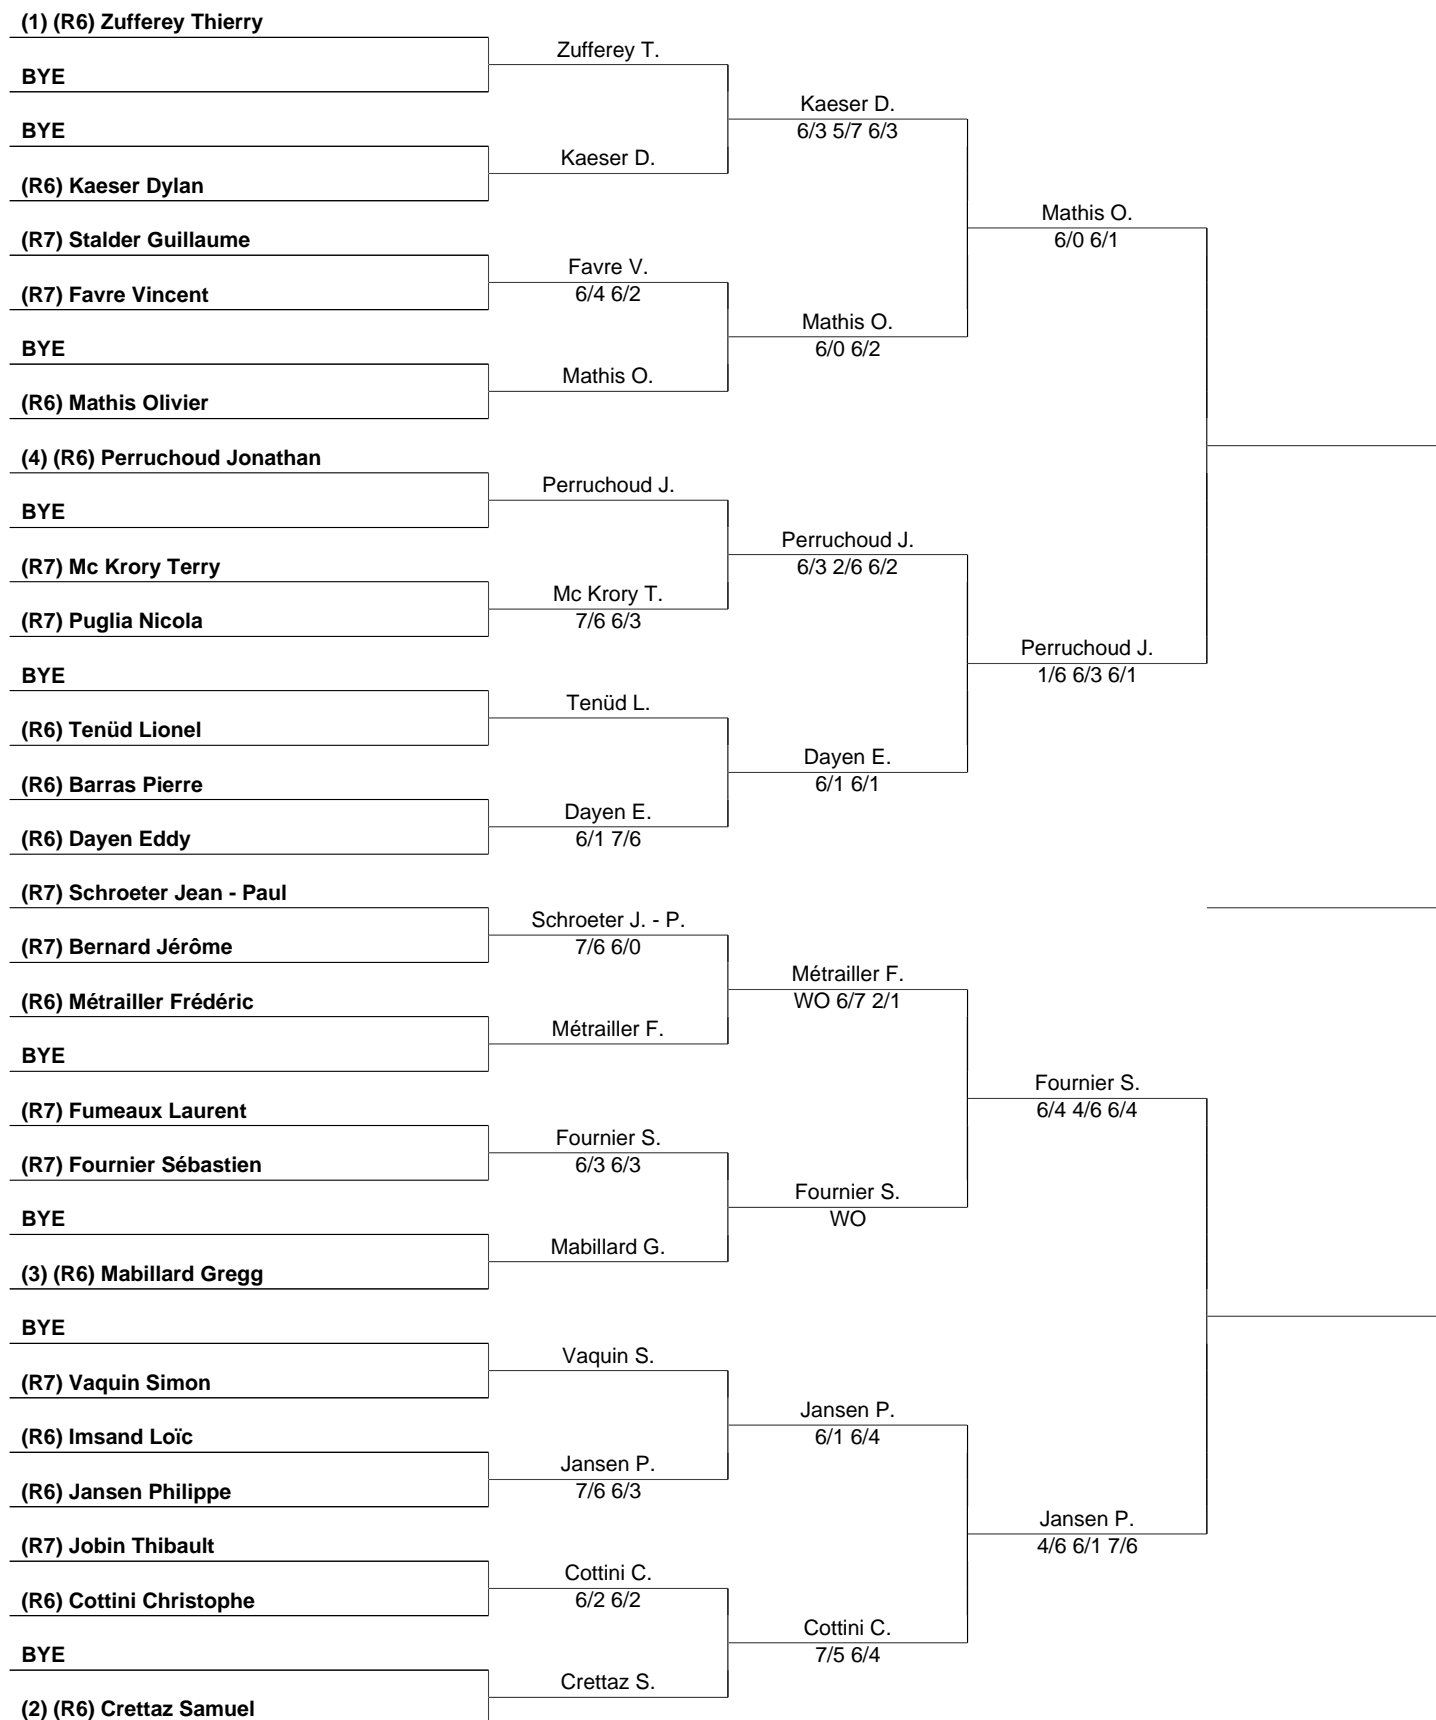 (1) (R6) Zufferey Thierry
Zufferey T.
BYE
Kaeser D.
6/3 5/7 6/3
BYE
Kaeser D.
(R6) Kaeser Dylan
Mathis O.
6/0 6/1
(R7) Stalder Guillaume
Favre V.
6/4 6/2
(R7) Favre Vincent
Mathis O.
6/0 6/2
BYE
Mathis O.
(R6) Mathis Olivier
(4) (R6) Perruchoud Jonathan
Perruchoud J.
BYE
Perruchoud J.
6/3 2/6 6/2
(R7) Mc Krory Terry
Mc Krory T.
7/6 6/3
(R7) Puglia Nicola
Perruchoud J.
1/6 6/3 6/1
BYE
Tenüd L.
(R6) Tenüd Lionel
Dayen E.
6/1 6/1
(R6) Barras Pierre
Dayen E.
6/1 7/6
(R6) Dayen Eddy
(R7) Schroeter Jean - Paul
Schroeter J. - P.
7/6 6/0
(R7) Bernard Jérôme
Métrailler F.
WO 6/7 2/1
(R6) Métrailler Frédéric
Métrailler F.
BYE
Fournier S.
6/4 4/6 6/4
(R7) Fumeaux Laurent
Fournier S.
6/3 6/3
(R7) Fournier Sébastien
Fournier S.
WO
BYE
Mabillard G.
(3) (R6) Mabillard Gregg
BYE
Vaquin S.
(R7) Vaquin Simon
Jansen P.
6/1 6/4
(R6) Imsand Loïc
Jansen P.
7/6 6/3
(R6) Jansen Philippe
Jansen P.
4/6 6/1 7/6
(R7) Jobin Thibault
Cottini C.
6/2 6/2
(R6) Cottini Christophe
Cottini C.
7/5 6/4
BYE
Crettaz S.
(2) (R6) Crettaz Samuel